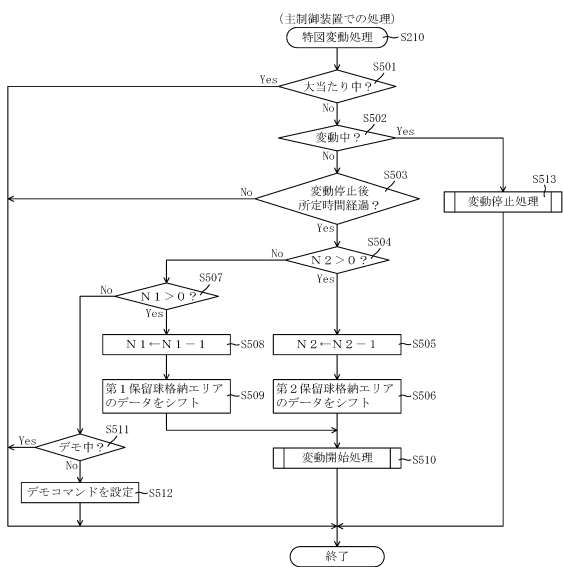 (主制御装置での処理)
特図変動処理
S210
S501
大当たり中？
Yes
No
S502
変動中？
Yes
No
S503
変動停止後
所定時間経過？
No
Yes
S513
変動停止処理
S504
N2＞0？
No
Yes
S507
N1＞0？
No
Yes
N1←N1−1
S508
N2←N2−1
S505
第1保留球格納エリア
のデータをシフト
S509
第2保留球格納エリア
のデータをシフト
S506
S511
デモ中？
Yes
No
変動開始処理
S510
デモコマンドを設定
S512
終了